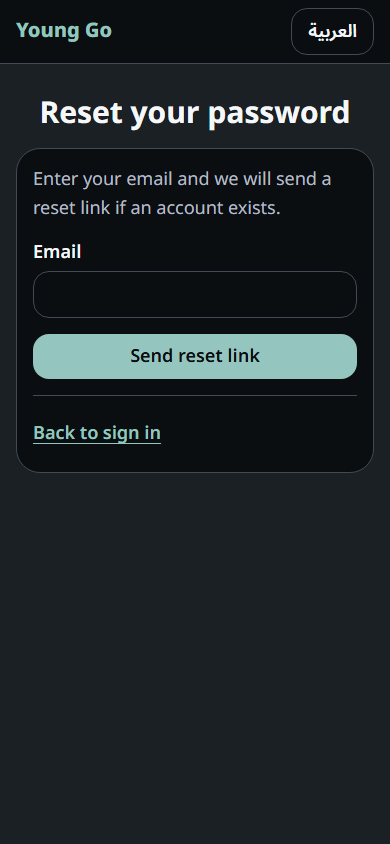 Young Go
العربية
Reset your password
Enter your email and we will send a
reset link if an account exists.
Email
Send reset link
Back to sign in